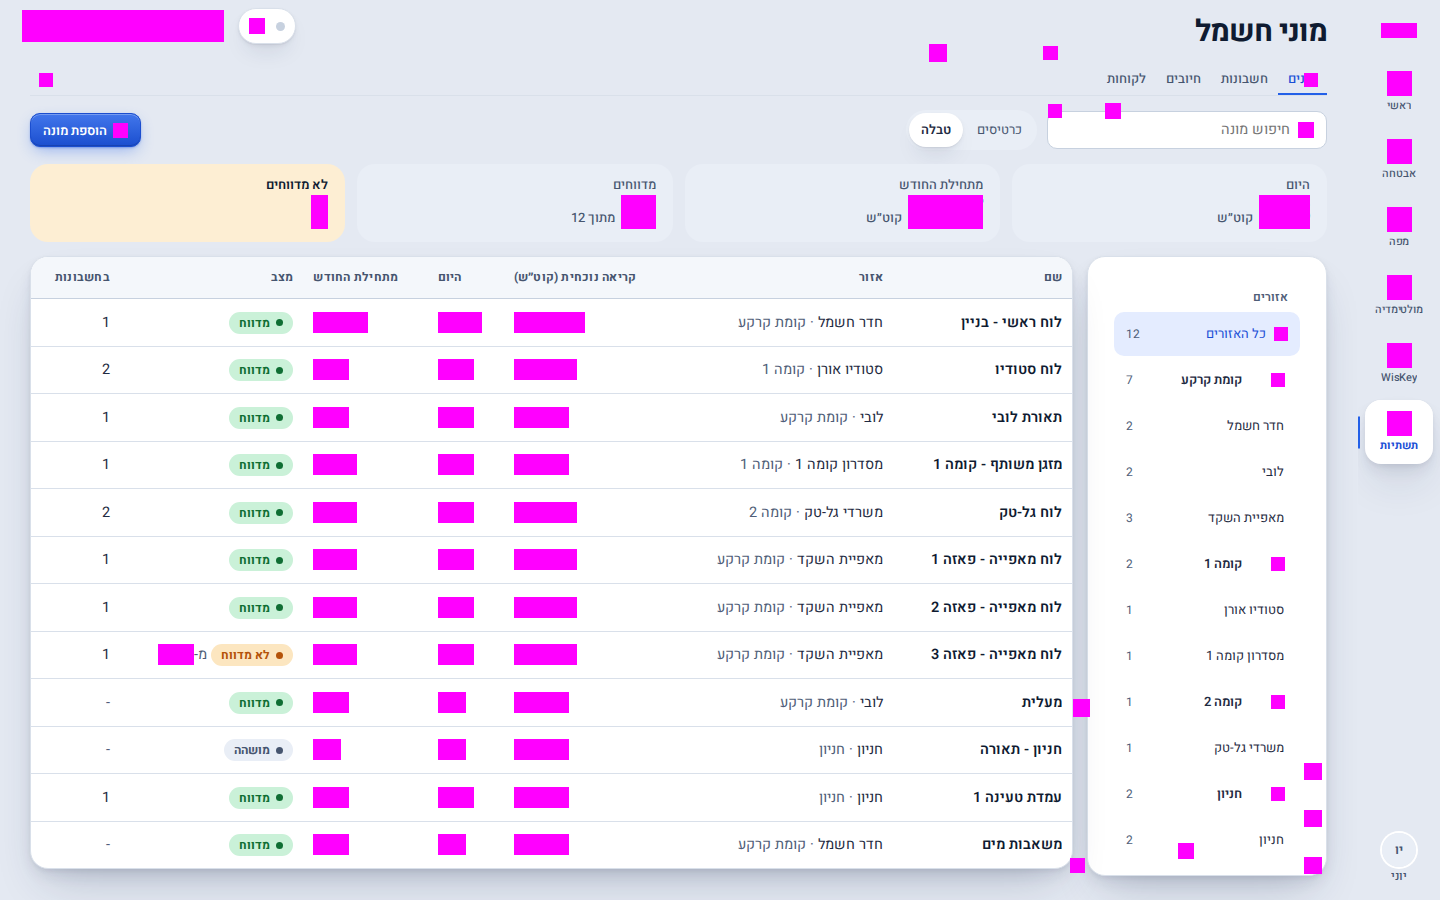 מוני חשמל
חשבונות
חיובים
לקוחות
חיפוש מונה
כרטיסים
טבלה
הוספת מונה
היום
קוט״ש
מתחילת החודש
קוט״ש
מדווחים
מתוך 12
לא מדווחים
אזורים
כל האזורים 12
קומת קרקע 7
חדר חשמל 2
לובי 2
מאפיית השקד 3
קומה 1 2
סטודיו אורן 1
מסדרון קומה 1 1
קומה 2 1
משרדי גל-טק 1
חניון 2
חניון 2
שם אזור קריאה נוכחית (קוט״ש) היום מתחילת החודש מצב בחשבונות
לוח ראשי - בניין חדר חשמל · קומת קרקע מדווח 1
לוח סטודיו סטודיו אורן · קומה 1 מדווח 2
תאורת לובי לובי · קומת קרקע מדווח 1
מזגן משותף - קומה 1 מסדרון קומה 1 · קומה 1 מדווח 1
לוח גל-טק משרדי גל-טק · קומה 2 מדווח 2
לוח מאפייה - פאזה 1 מאפיית השקד · קומת קרקע מדווח 1
לוח מאפייה - פאזה 2 מאפיית השקד · קומת קרקע מדווח 1
לוח מאפייה - פאזה 3 מאפיית השקד · קומת קרקע לא מדווח מ- 1
מעלית לובי · קומת קרקע מדווח -
חניון - תאורה חניון · חניון מושהה -
עמדת טעינה 1 חניון · חניון מדווח 1
משאבות מים חדר חשמל · קומת קרקע מדווח -
ראשי
אבטחה
מפה
מולטימדיה
WisKey
תשתיות
יו
יוני